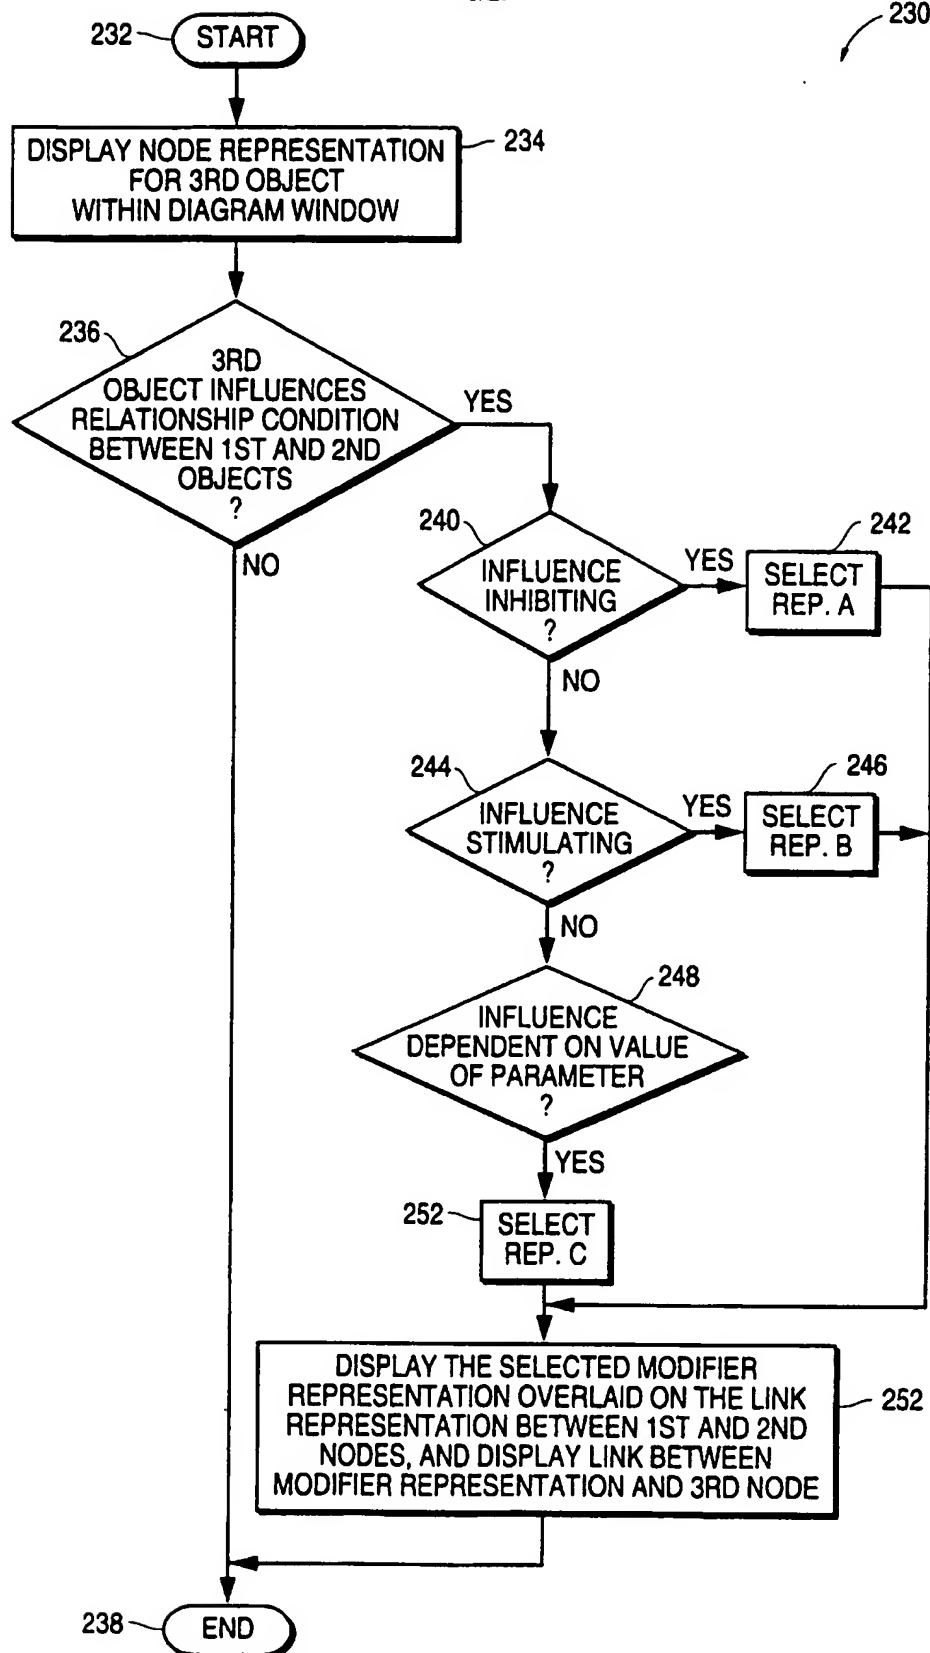 230
232
START
DISPLAY NODE REPRESENTATION
FOR 3RD OBJECT
WITHIN DIAGRAM WINDOW
234
236
3RD
OBJECT INFLUENCES
RELATIONSHIP CONDITION
BETWEEN 1ST AND 2ND
OBJECTS
?
YES
NO
240
INFLUENCE
INHIBITING
?
YES
242
SELECT
REP. A
NO
244
INFLUENCE
STIMULATING
?
YES
246
SELECT
REP. B
NO
248
INFLUENCE
DEPENDENT ON VALUE
OF PARAMETER
?
YES
252
SELECT
REP. C
DISPLAY THE SELECTED MODIFIER
REPRESENTATION OVERLAID ON THE LINK
REPRESENTATION BETWEEN 1ST AND 2ND
NODES, AND DISPLAY LINK BETWEEN
MODIFIER REPRESENTATION AND 3RD NODE
252
238
END